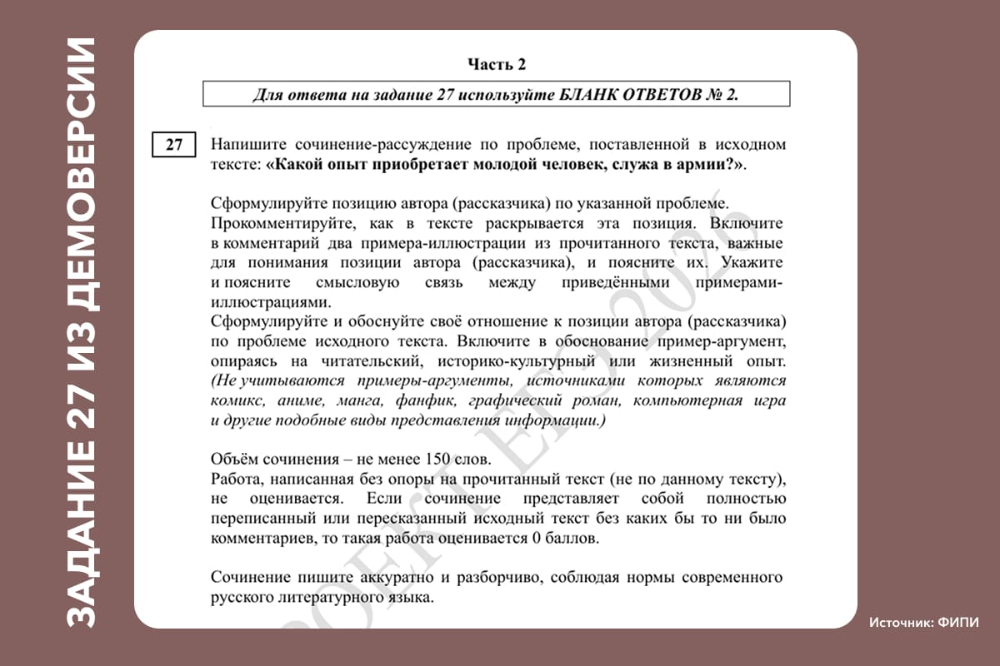 ЗАДАНИЕ 27 ИЗ ДЕМОВЕРСИИ
Часть 2
Для ответа на задание 27 используйте БЛАНК ОТВЕТОВ № 2.
27
Напишите сочинение-рассуждение по проблеме, поставленной в исходном
тексте: «Какой опыт приобретает молодой человек, служа в армии?».
Сформулируйте позицию автора (рассказчика) по указанной проблеме.
Прокомментируйте, как в тексте раскрывается эта позиция. Включите
в комментарий два примера-иллюстрации из прочитанного текста, важные
для понимания позиции автора (рассказчика), и поясните их. Укажите
и поясните смысловую связь между приведёнными примерами-
иллюстрациями.
Сформулируйте и обоснуйте своё отношение к позиции автора (рассказчика)
по проблеме исходного текста. Включите в обоснование пример-аргумент,
опираясь на читательский, историко-культурный или жизненный опыт.
(Не учитываются примеры-аргументы, источниками которых являются
комикс, аниме, манга, фанфик, графический роман, компьютерная игра
и другие подобные виды представления информации.)
Объём сочинения – не менее 150 слов.
Работа, написанная без опоры на прочитанный текст (не по данному тексту),
не оценивается. Если сочинение представляет собой полностью
переписанный или пересказанный исходный текст без каких бы то ни было
комментариев, то такая работа оценивается 0 баллов.
Сочинение пишите аккуратно и разборчиво, соблюдая нормы современного
русского литературного языка.
РОЕКТ ЕГЭ 2026
Источник: ФИПИ